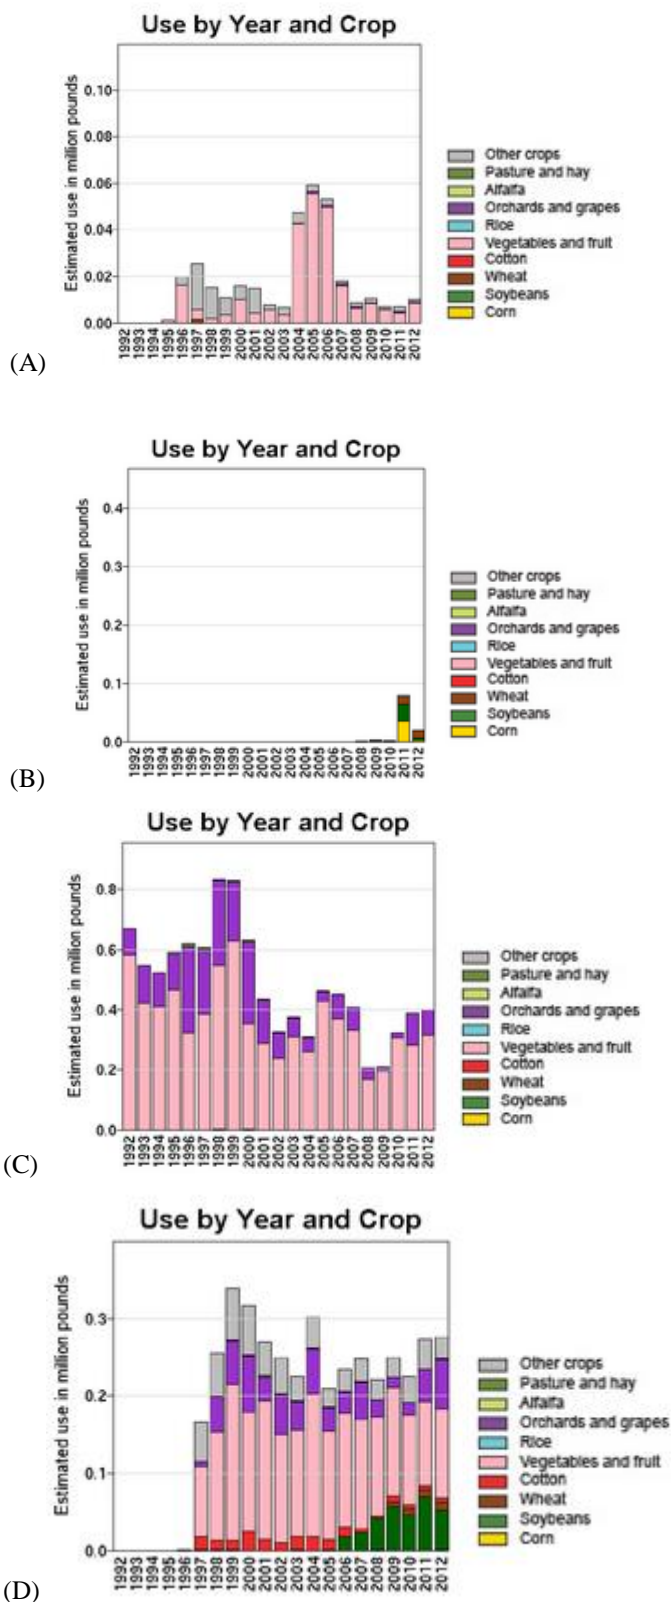 Use by Year and Crop
Estimated use in million pounds
0.10
0.08
0.06
0.04
0.02
0.00
1992 1993 1994 1995 1996 1997 1998 1999 2000 2001 2002 2003 2004 2005 2006 2007 2008 2009 2010 2011 2012
Other crops
Pasture and hay
Alfalfa
Orchards and grapes
Rice
Vegetables and fruit
Cotton
Wheat
Soybeans
Corn
(A)
Use by Year and Crop
Estimated use in million pounds
0.4
0.3
0.2
0.1
0.0
1992 1993 1994 1995 1996 1997 1998 1999 2000 2001 2002 2003 2004 2005 2006 2007 2008 2009 2010 2011 2012
Other crops
Pasture and hay
Alfalfa
Orchards and grapes
Rice
Vegetables and fruit
Cotton
Wheat
Soybeans
Corn
(B)
Use by Year and Crop
Estimated use in million pounds
0.8
0.6
0.4
0.2
0.0
1992 1993 1994 1995 1996 1997 1998 1999 2000 2001 2002 2003 2004 2005 2006 2007 2008 2009 2010 2011 2012
Other crops
Pasture and hay
Alfalfa
Orchards and grapes
Rice
Vegetables and fruit
Cotton
Wheat
Soybeans
Corn
(C)
Use by Year and Crop
Estimated use in million pounds
0.3
0.2
0.1
0.0
1992 1993 1994 1995 1996 1997 1998 1999 2000 2001 2002 2003 2004 2005 2006 2007 2008 2009 2010 2011 2012
Other crops
Pasture and hay
Alfalfa
Orchards and grapes
Rice
Vegetables and fruit
Cotton
Wheat
Soybeans
Corn
(D)